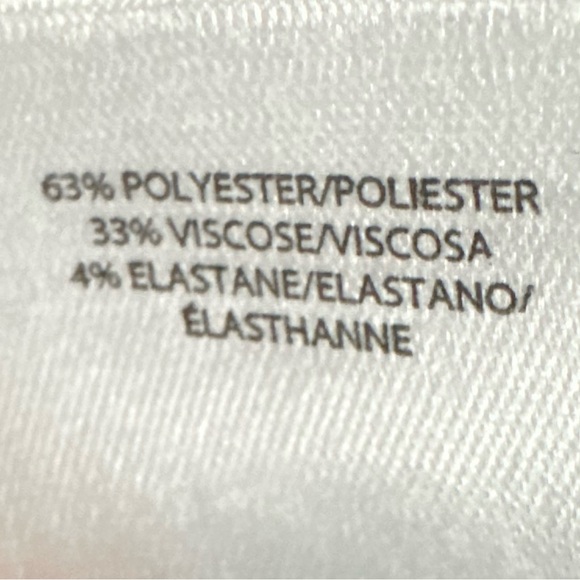 63% POLYESTER/POLIESTER
33% VISCOSE/VISCOSA
4% ELASTANE/ELASTANO/
ÉLASTHANNE